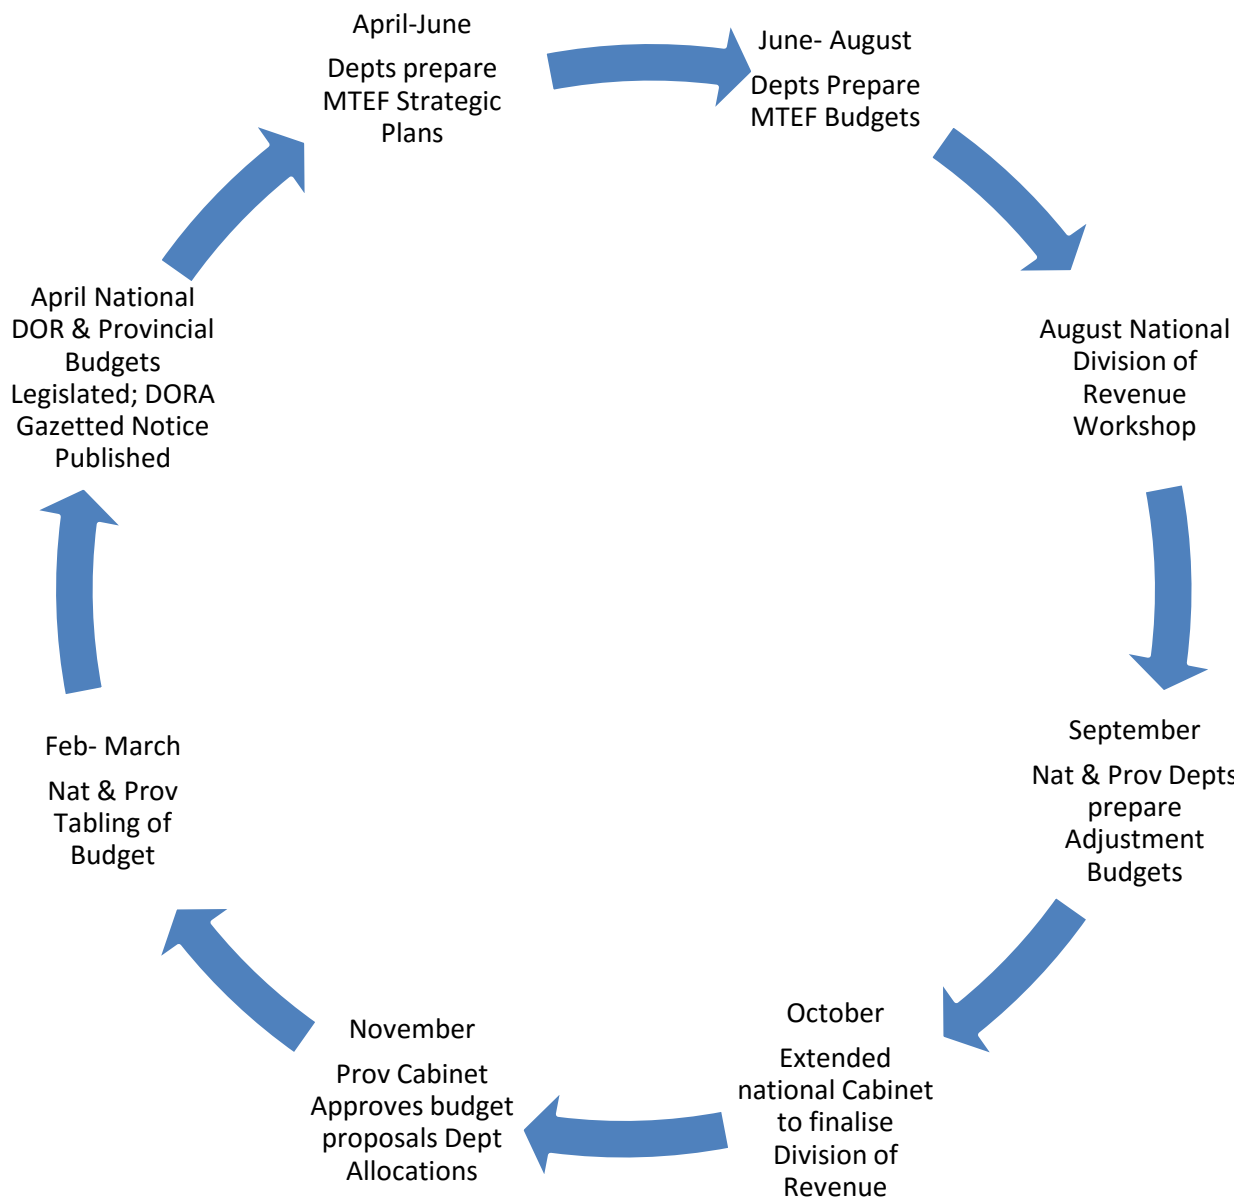 April-June
Depts prepare
MTEF Strategic
Plans
June- August
Depts Prepare
MTEF Budgets
August National
Division of
Revenue
Workshop
September
Nat & Prov Depts
prepare
Adjustment
Budgets
October
Extended
national Cabinet
to finalise
Division of
Revenue
November
Prov Cabinet
Approves budget
proposals Dept
Allocations
Feb- March
Nat & Prov
Tabling of
Budget
April National
DOR & Provincial
Budgets
Legislated; DORA
Gazetted Notice
Published